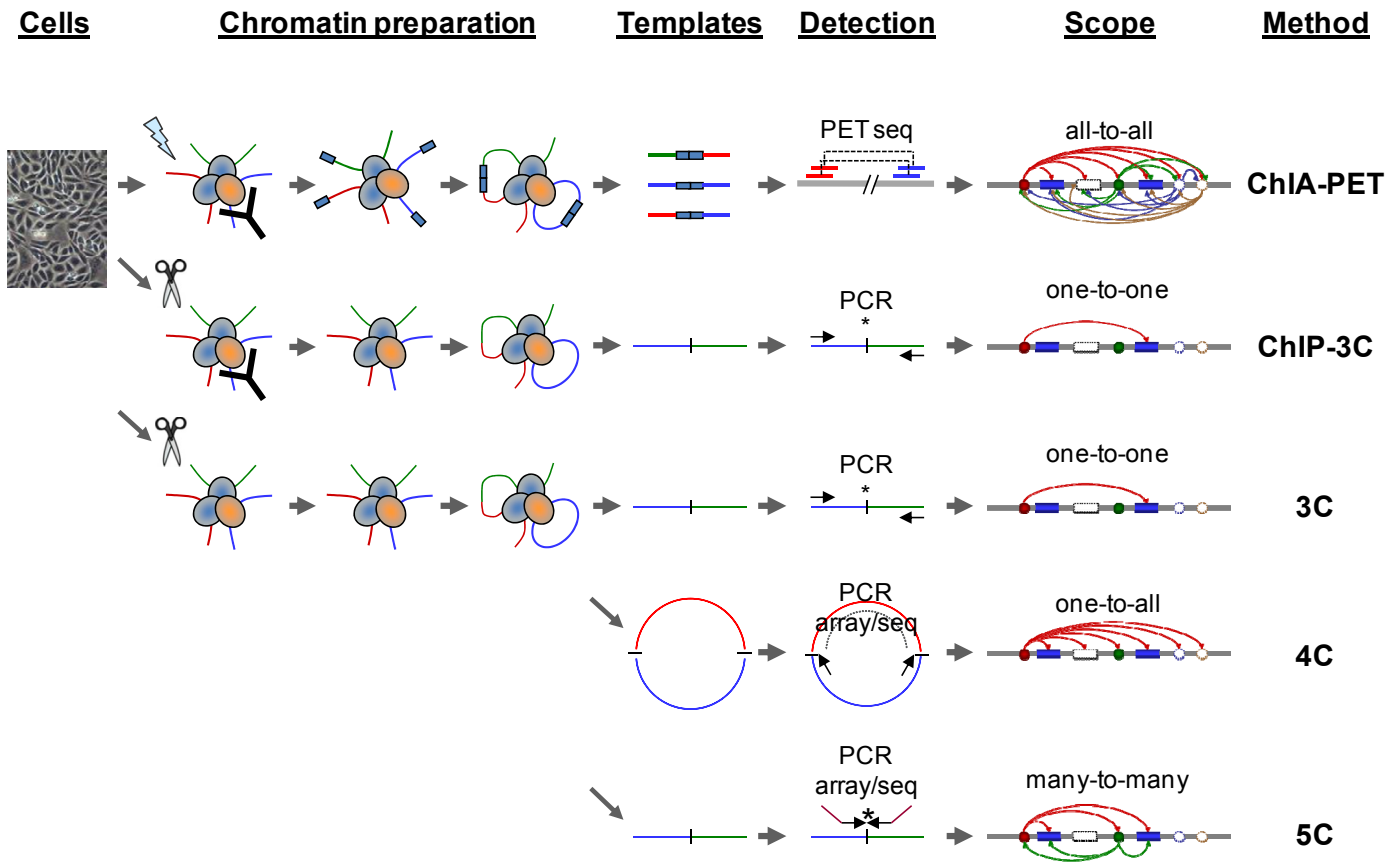 Cells
Chromatin preparation
Templates
Detection
Scope
Method
PET seq
//
all-to-all
ChIA-PET
PCR
*
one-to-one
ChIP-3C
PCR
*
one-to-one
3C
PCR
array/seq
one-to-all
4C
PCR
array/seq
*
many-to-many
5C